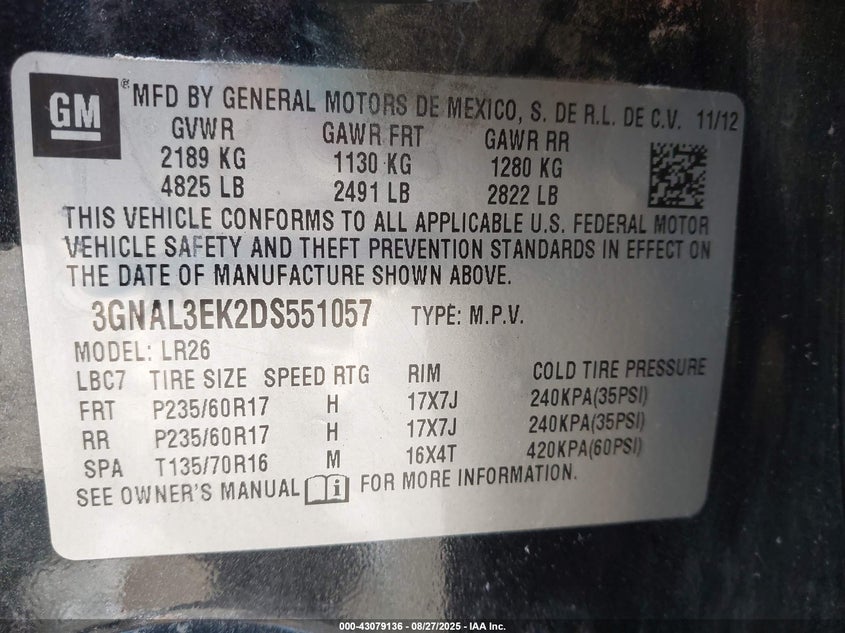 GM ® MFD BY GENERAL MOTORS DE MEXICO, S. DE R.L. DE C.V. 11/12
GVWR GAWR FRT GAWR RR
2189 KG 1130 KG 1280 KG
4825 LB 2491 LB 2822 LB
THIS VEHICLE CONFORMS TO ALL APPLICABLE U.S. FEDERAL MOTOR
VEHICLE SAFETY AND THEFT PREVENTION STANDARDS IN EFFECT ON
THE DATE OF MANUFACTURE SHOWN ABOVE.
3GNAL3EK2DS551057 TYPE: M.P.V.
MODEL: LR26
LBC7 TIRE SIZE SPEED RTG RIM COLD TIRE PRESSURE
FRT P235/60R17 H 17X7J 240KPA(35PSI)
RR P235/60R17 H 17X7J 240KPA(35PSI)
SPA T135/70R16 M 16X4T 420KPA(60PSI)
SEE OWNER'S MANUAL i FOR MORE INFORMATION.
000-43079136 - 08/27/2025 - IAA Inc.